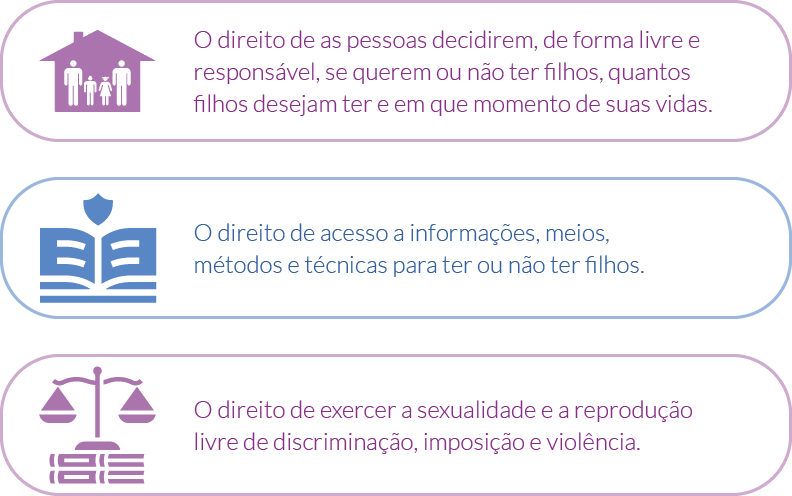 O direito de as pessoas decidirem, de forma livre e
responsável, se querem ou não ter filhos, quantos
filhos desejam ter e em que momento de suas vidas.
O direito de acesso a informações, meios,
métodos e técnicas para ter ou não ter filhos.
O direito de exercer a sexualidade e a reprodução
livre de discriminação, imposição e violência.